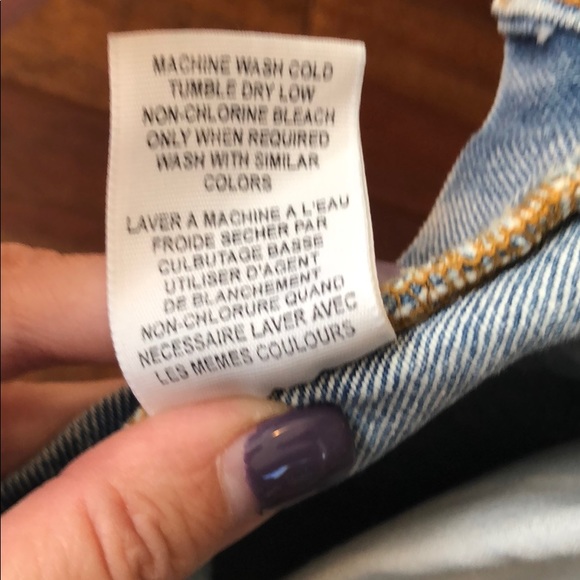 MACHINE WASH COLD
TUMBLE DRY LOW
NON-CHLORINE BLEACH
ONLY WHEN REQUIRED
WASH WITH SIMILAR
COLORS
LAVER A MACHINE A L'EAU
FROIDE SECHER PAR
CULBUTAGE BASSE
UTILISER D'AGENT
DE BLANCHEMENT
NON-CHLORURE QUAND
NECESSAIRE LAVER AVEC
LES MEMES COULOURS